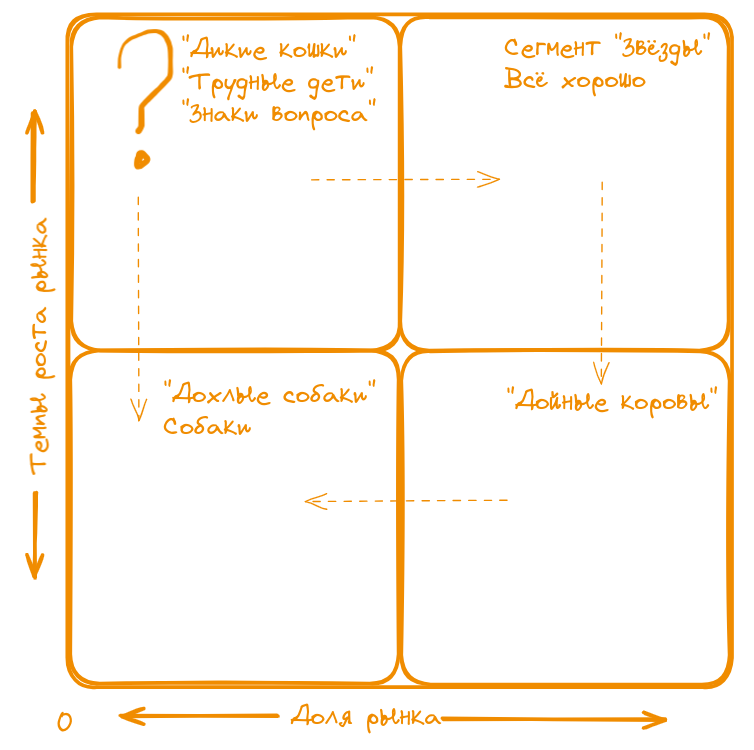 ?
"Дикие кошки"
"Трудные дети"
"Знаки вопроса"
Сегмент "Звёзды"
Всё хорошо
Темпы роста рынка
"Дохлые собаки"
Собаки
"Дойные коровы"
0
Доля рынка